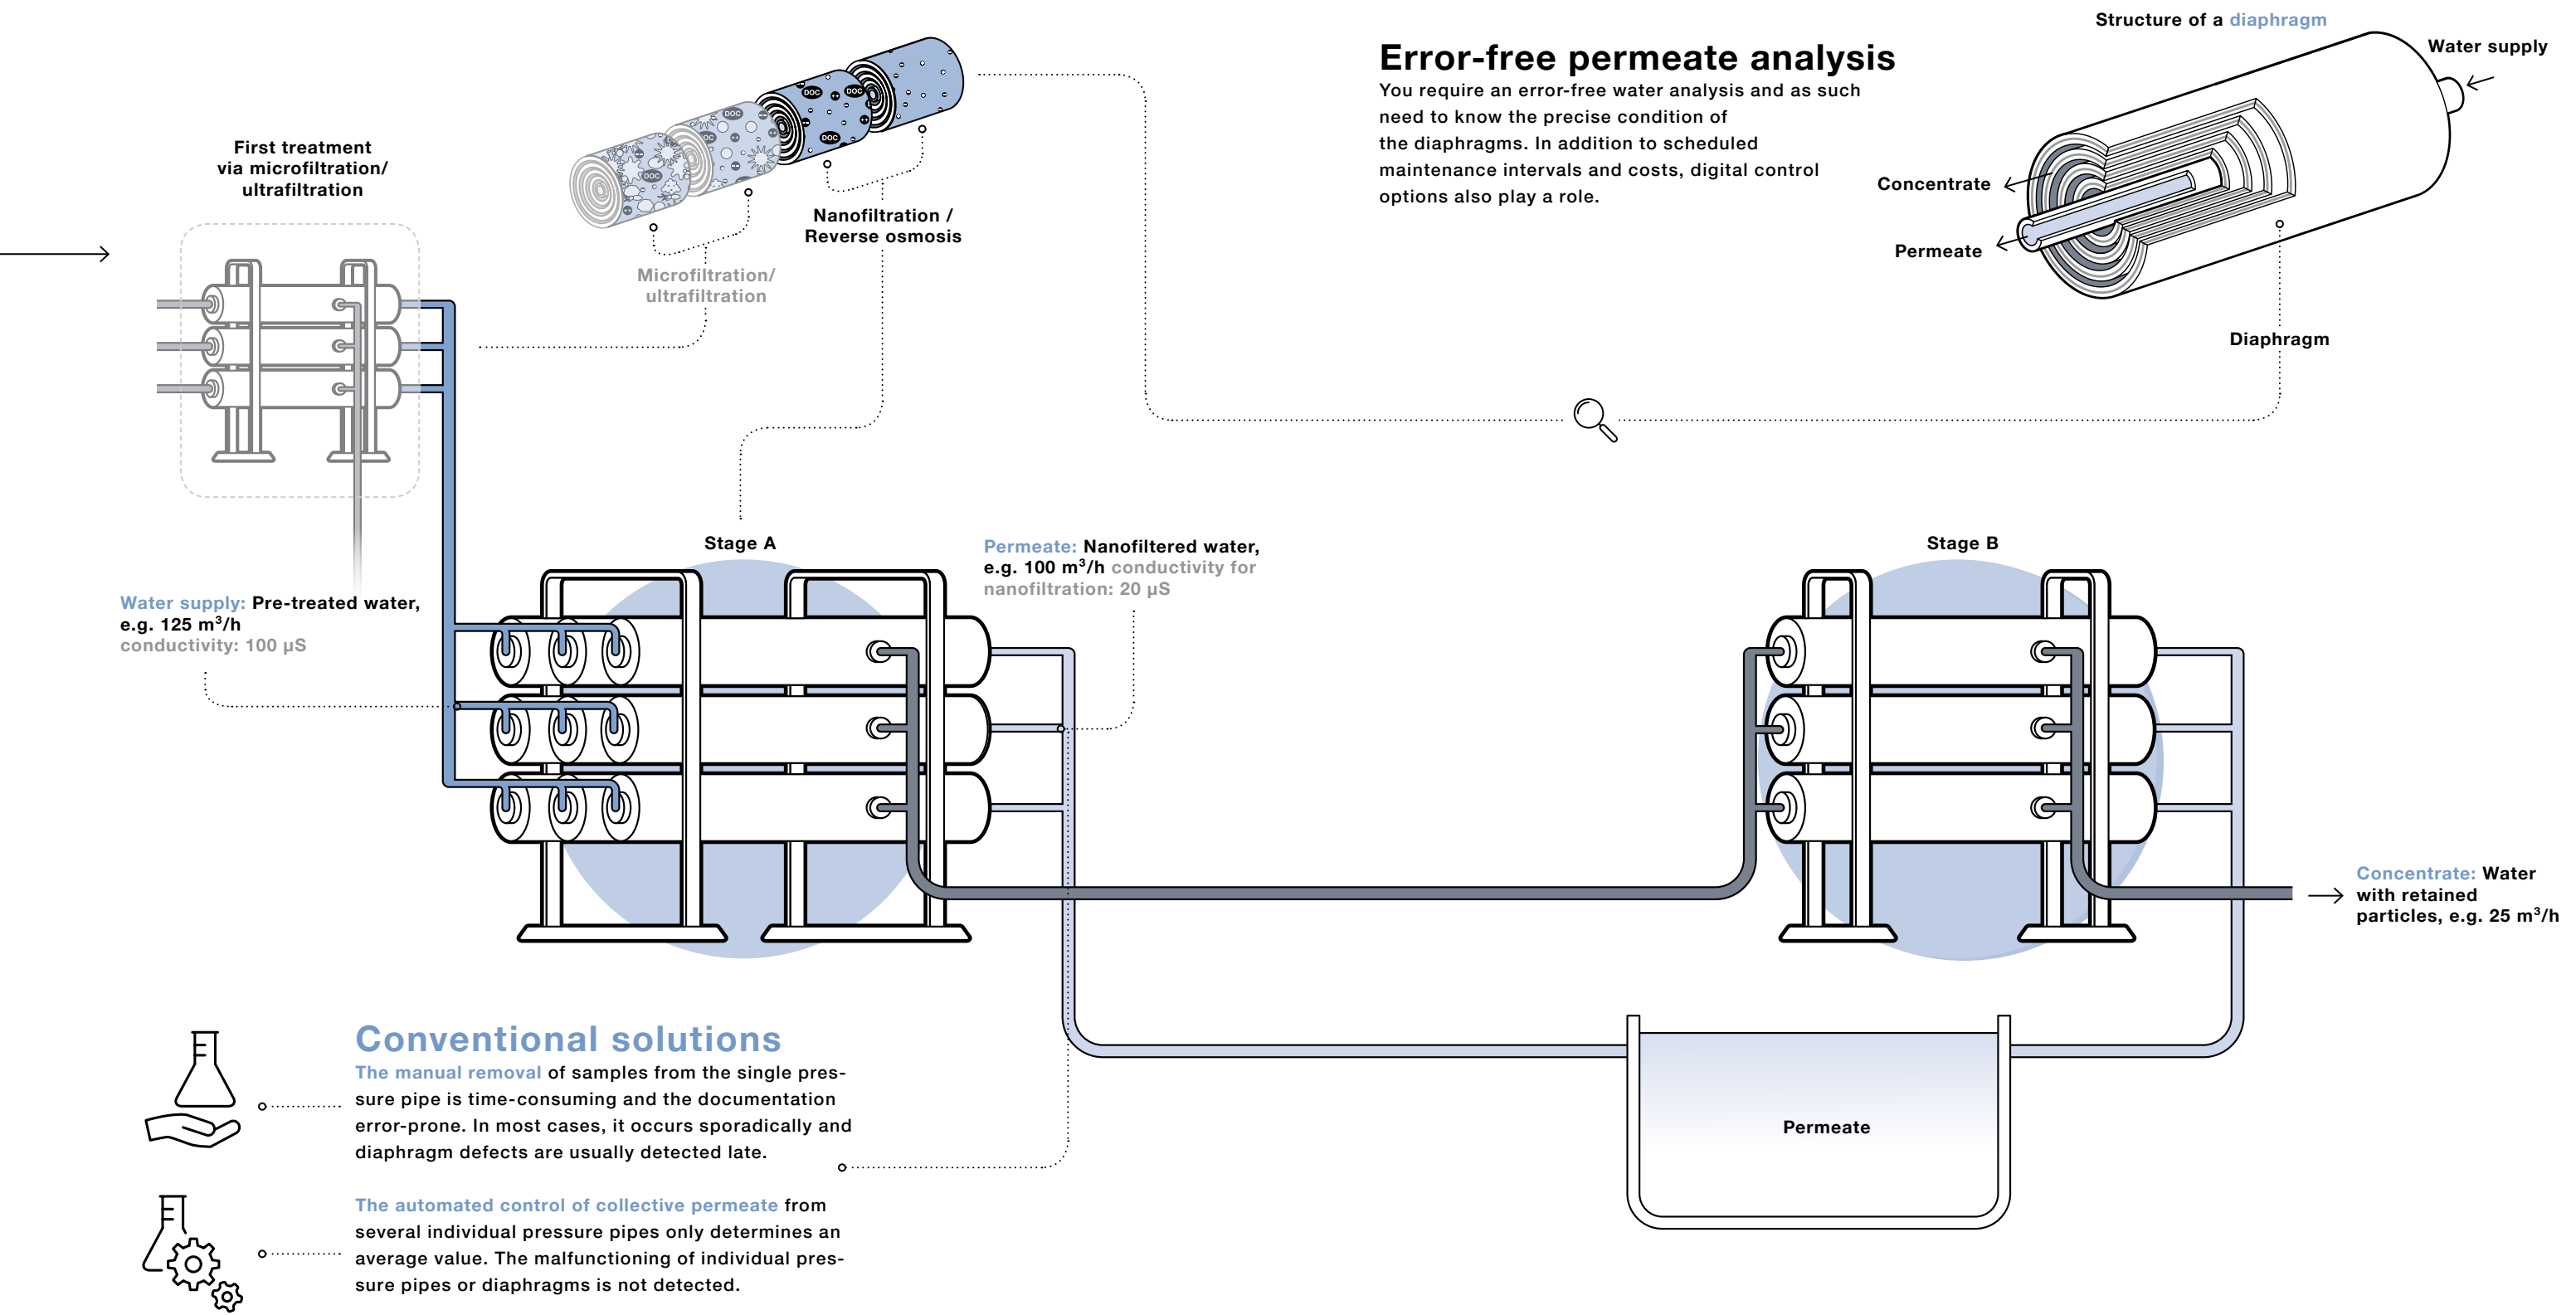 Structure of a diaphragm
Water supply
Error-free permeate analysis
You require an error-free water analysis and as such
need to know the precise condition of
the diaphragms. In addition to scheduled
maintenance intervals and costs, digital control
options also play a role.
Concentrate
Permeate
Diaphragm
First treatment
via microfiltration/
ultrafiltration
DOC
DOC
DOC
DOC
DOC
DOC
Nanofiltration /
Reverse osmosis
Microfiltration/
ultrafiltration
Stage A
Permeate: Nanofiltered water,
e.g. 100 m³/h conductivity for
nanofiltration: 20 µS
Stage B
Water supply: Pre-treated water,
e.g. 125 m³/h
conductivity: 100 µS
Concentrate: Water
with retained
particles, e.g. 25 m³/h
Conventional solutions
The manual removal of samples from the single pres-
sure pipe is time-consuming and the documentation
error-prone. In most cases, it occurs sporadically and
diaphragm defects are usually detected late.
Permeate
The automated control of collective permeate from
several individual pressure pipes only determines an
average value. The malfunctioning of individual pres-
sure pipes or diaphragms is not detected.